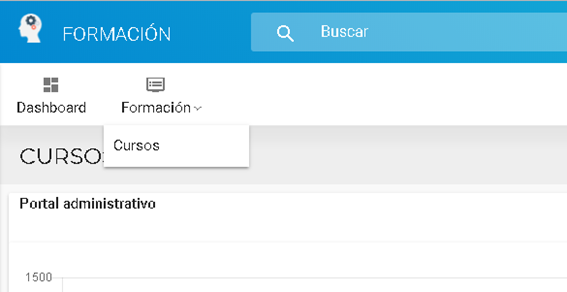 FORMACIÓN
Buscar
Dashboard
Formación
Cursos
CURSOS
Portal administrativo
1500